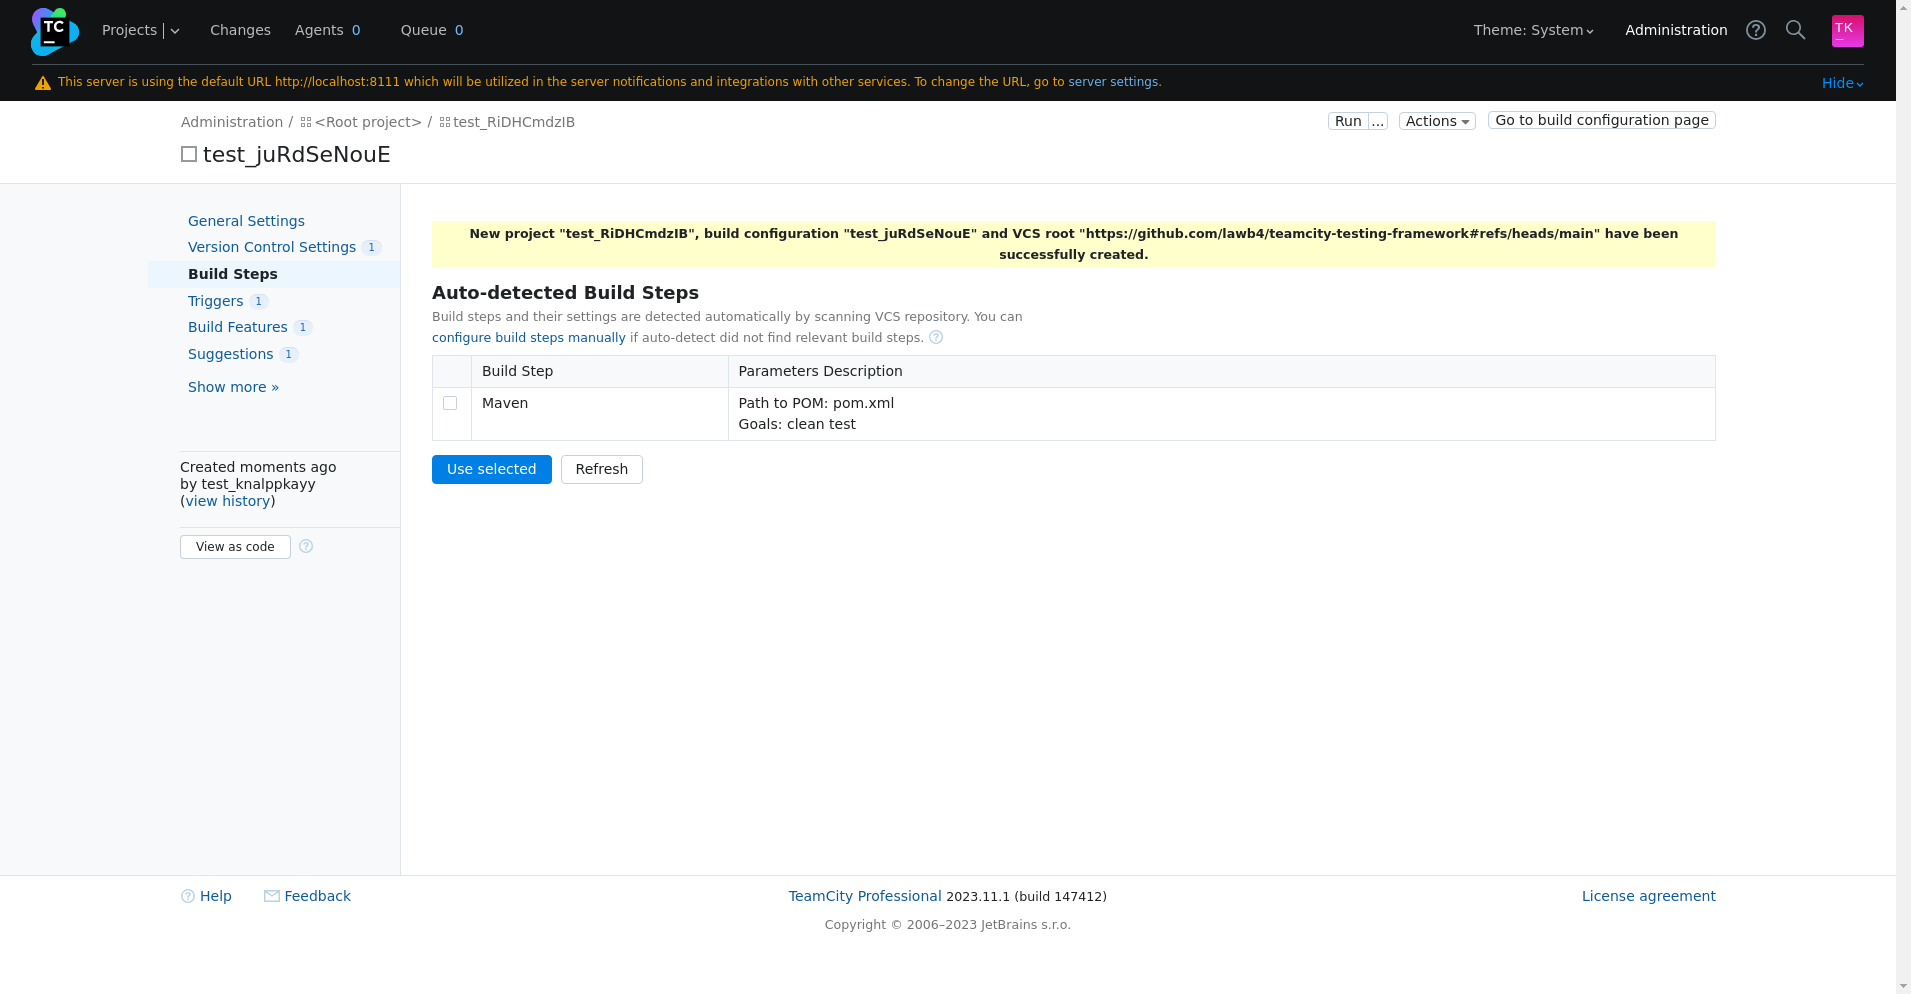 TC
Projects
Changes
Agents 0
Queue 0
Theme: System
Administration
TK
This server is using the default URL http://localhost:8111 which will be utilized in the server notifications and integrations with other services. To change the URL, go to server settings.
Hide
Administration / <Root project> / test_RiDHCmdzIB
Run ...
Actions
Go to build configuration page
test_juRdSeNouE
General Settings
Version Control Settings 1
Build Steps
Triggers 1
Build Features 1
Suggestions 1
Show more »
Created moments ago
by test_knalppkayy
(view history)
View as code ?
New project "test_RiDHCmdzIB", build configuration "test_juRdSeNouE" and VCS root "https://github.com/lawb4/teamcity-testing-framework#refs/heads/main" have been
successfully created.
Auto-detected Build Steps
Build steps and their settings are detected automatically by scanning VCS repository. You can
configure build steps manually if auto-detect did not find relevant build steps. ?
Build Step Parameters Description
Maven Path to POM: pom.xml
Goals: clean test
Use selected Refresh
? Help
Feedback
TeamCity Professional 2023.11.1 (build 147412)
License agreement
Copyright © 2006–2023 JetBrains s.r.o.